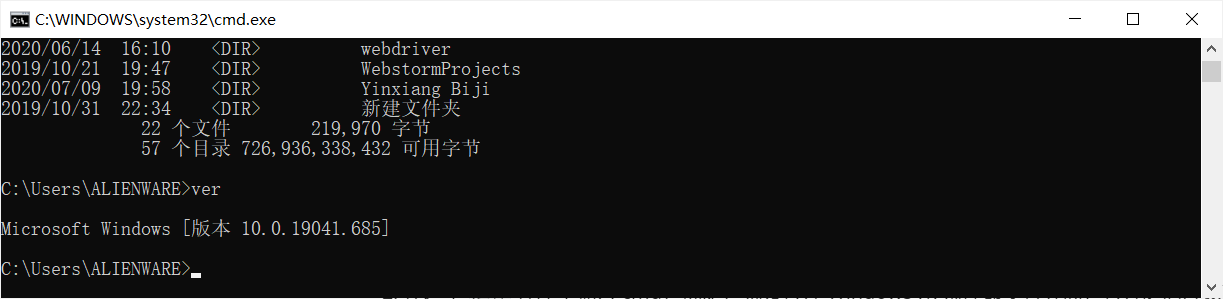 C:\WINDOWS\system32\cmd.exe
2020/06/14  16:10    <DIR>          webdriver
2019/10/21  19:47    <DIR>          WebstormProjects
2020/07/09  19:58    <DIR>          Yinxiang Biji
2019/10/31  22:34    <DIR>          新建文件夹
22 个文件        219,970 字节
57 个目录 726,936,338,432 可用字节
C:\Users\ALIENWARE>ver
Microsoft Windows [版本 10.0.19041.685]
C:\Users\ALIENWARE>